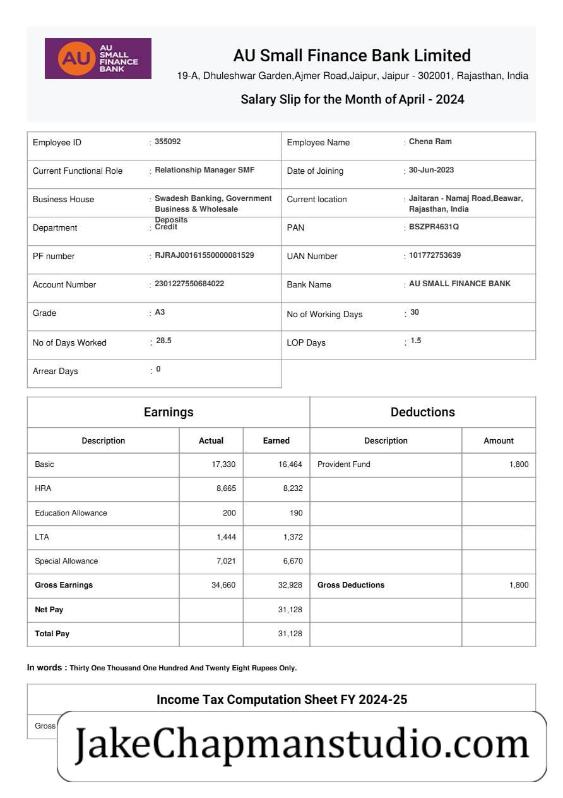 AU
SMALL
FINANCE
BANK
AU Small Finance Bank Limited
19-A, Dhuleshwar Garden,Ajmer Road,Jaipur, Jaipur - 302001, Rajasthan, India
Salary Slip for the Month of April - 2024
Employee ID : 355092 Employee Name : Chena Ram
Current Functional Role : Relationship Manager SMF Date of Joining : 30-Jun-2023
Business House : Swadesh Banking, Government Business & Wholesale Deposits Current location : Jaitaran - Namaj Road,Beawar, Rajasthan, India
Department : Credit PAN : BSZPR4631Q
PF number : RJRAJ00161550000081529 UAN Number : 101772753639
Account Number : 2301227550684022 Bank Name : AU SMALL FINANCE BANK
Grade : A3 No of Working Days : 30
No of Days Worked : 28.5 LOP Days : 1.5
Arrear Days : 0
Earnings Deductions
Description Actual Earned Description Amount
Basic 17,330 16,464 Provident Fund 1,800
HRA 8,665 8,232
Education Allowance 200 190
LTA 1,444 1,372
Special Allowance 7,021 6,670
Gross Earnings 34,660 32,928 Gross Deductions 1,800
Net Pay 31,128
Total Pay 31,128
In words : Thirty One Thousand One Hundred And Twenty Eight Rupees Only.
Income Tax Computation Sheet FY 2024-25
Gross
JakeChapmanstudio.com